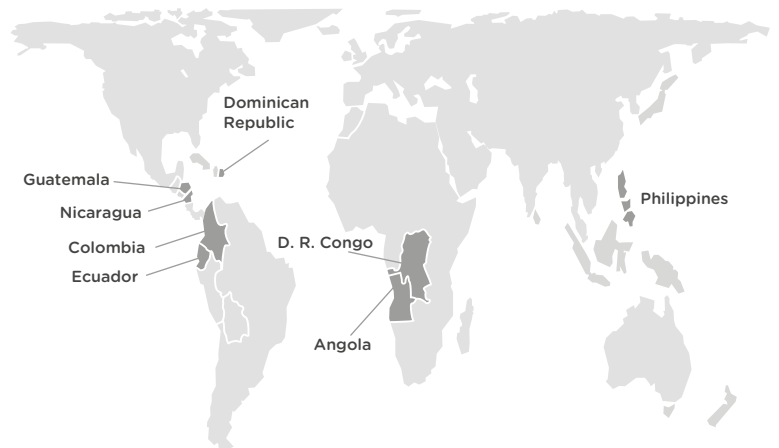 Dominican
Republic
Guatemala
Nicaragua
Philippines
Colombia
D. R. Congo
Ecuador
Angola